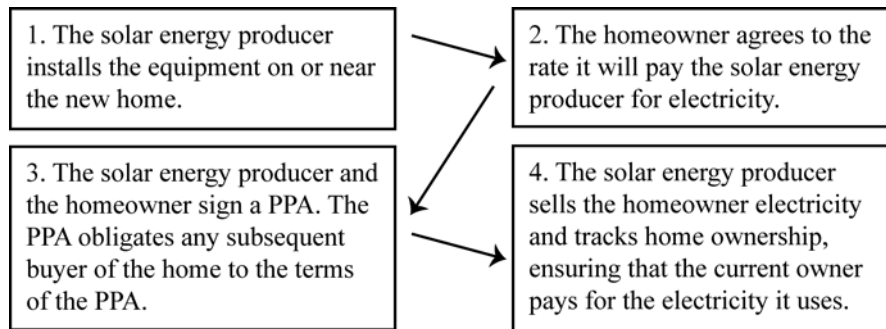 1. The solar energy producer
installs the equipment on or near
the new home.
2. The homeowner agrees to the
rate it will pay the solar energy
producer for electricity.
3. The solar energy producer and
the homeowner sign a PPA. The
PPA obligates any subsequent
buyer of the home to the terms
of the PPA.
4. The solar energy producer
sells the homeowner electricity
and tracks home ownership,
ensuring that the current owner
pays for the electricity it uses.